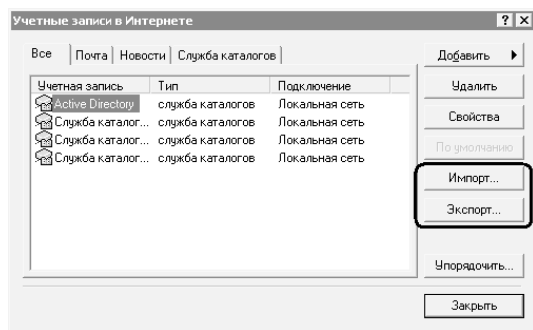 Учетные записи в Интернете
Все Почта Новости Служба каталогов
Добавить
Учетная запись Тип Подключение
Удалить
Active Directory служба каталогов Локальная сеть
Служба каталог... служба каталогов Локальная сеть
Свойства
Служба каталог... служба каталогов Локальная сеть
Служба каталог... служба каталогов Локальная сеть
По умолчанию
Импорт...
Экспорт...
Упорядочить...
Закрыть